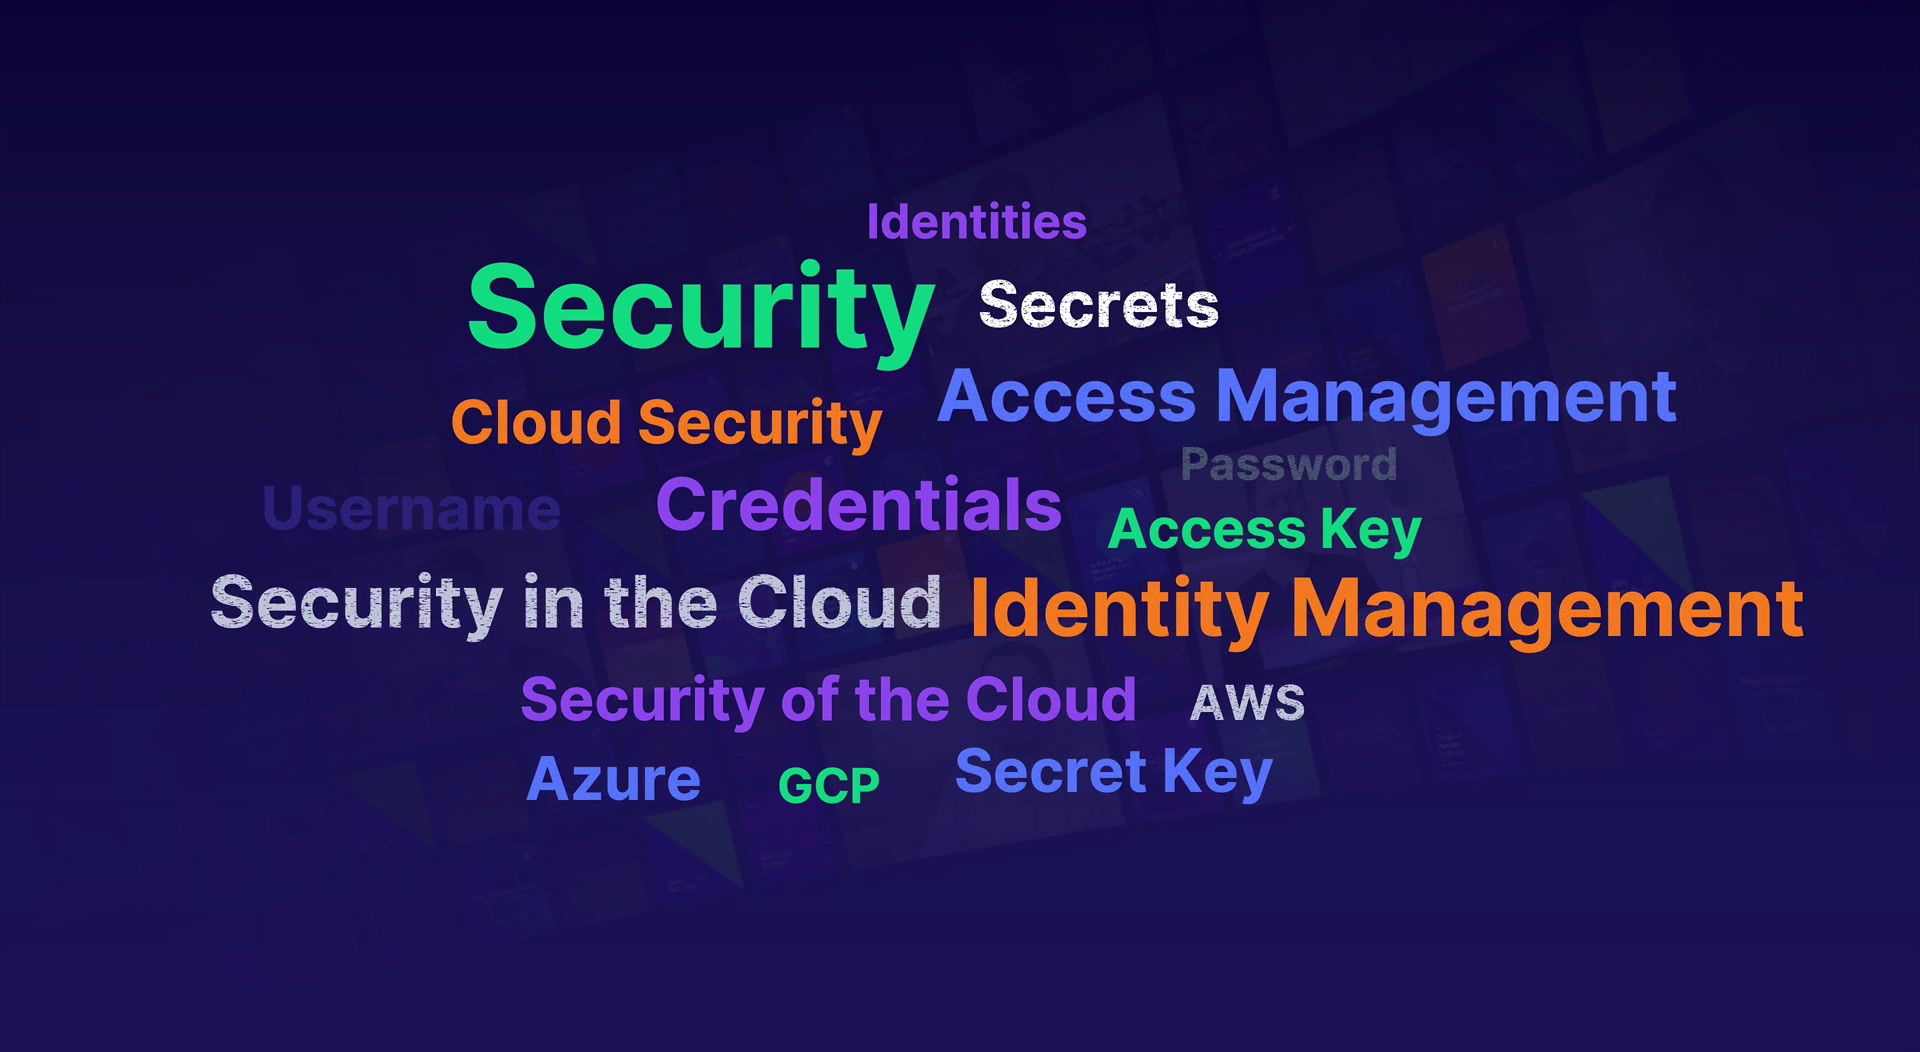 Identities
Security
Secrets
Access Management
Cloud Security
Password
Username
Credentials
Access Key
Security in the Cloud
Identity Management
Security of the Cloud
AWS
Azure
GCP
Secret Key